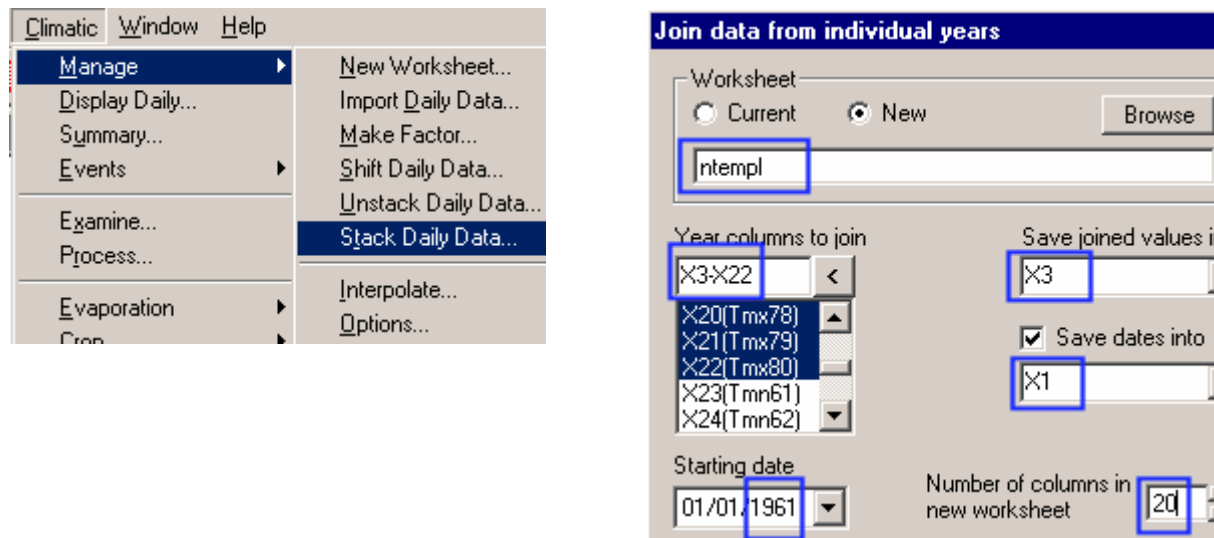 Climatic Window Help
Manage
Display Daily...
Summary...
Events
Examine...
Process...
Evaporation
Crop
New Worksheet...
Import Daily Data...
Make Factor...
Shift Daily Data...
Unstack Daily Data...
Stack Daily Data...
Interpolate...
Options...
Join data from individual years
Worksheet
Current New Browse
ntempl
Year columns to join
X3-X22 <
X20(Tmx78)
X21(Tmx79)
X22(Tmx80)
X23(Tmn61)
X24(Tmn62)
Save joined values i
X3
Save dates into
X1
Starting date
01/01/1961
Number of columns in
new worksheet 20